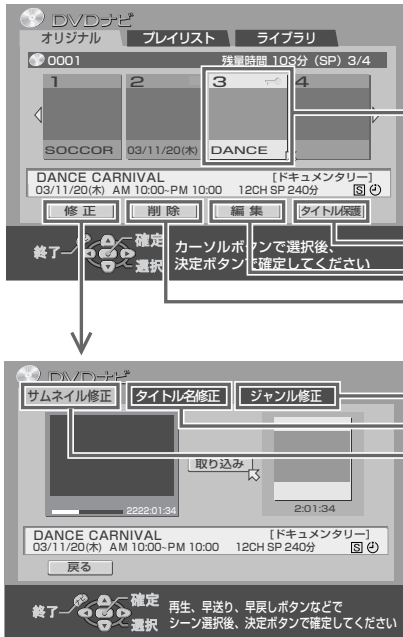 DVDナビ
オリジナル プレイリスト ライブラリ
0001 残量時間 103分（SP）3/4
1 2 3 4
SOCCOR 03/11/20(木) DANCE
DANCE CARNIVAL [ドキュメンタリー]
03/11/20(木) AM 10:00~PM 10:00 12CH SP 240分 S
修正 削除 編集 タイトル保護
終了 確定 選択
カーソルボタンで選択後、
決定ボタンで確定してください
DVDナビ
サムネイル修正 タイトル名修正 ジャンル修正
取り込み
2222:01:34 2:01:34
DANCE CARNIVAL [ドキュメンタリー]
03/11/20(木) AM 10:00~PM 10:00 12CH SP 240分 S
戻る
終了 確定 選択
再生、早送り、早戻しボタンなどで
シーン選択後、決定ボタンで確定してください